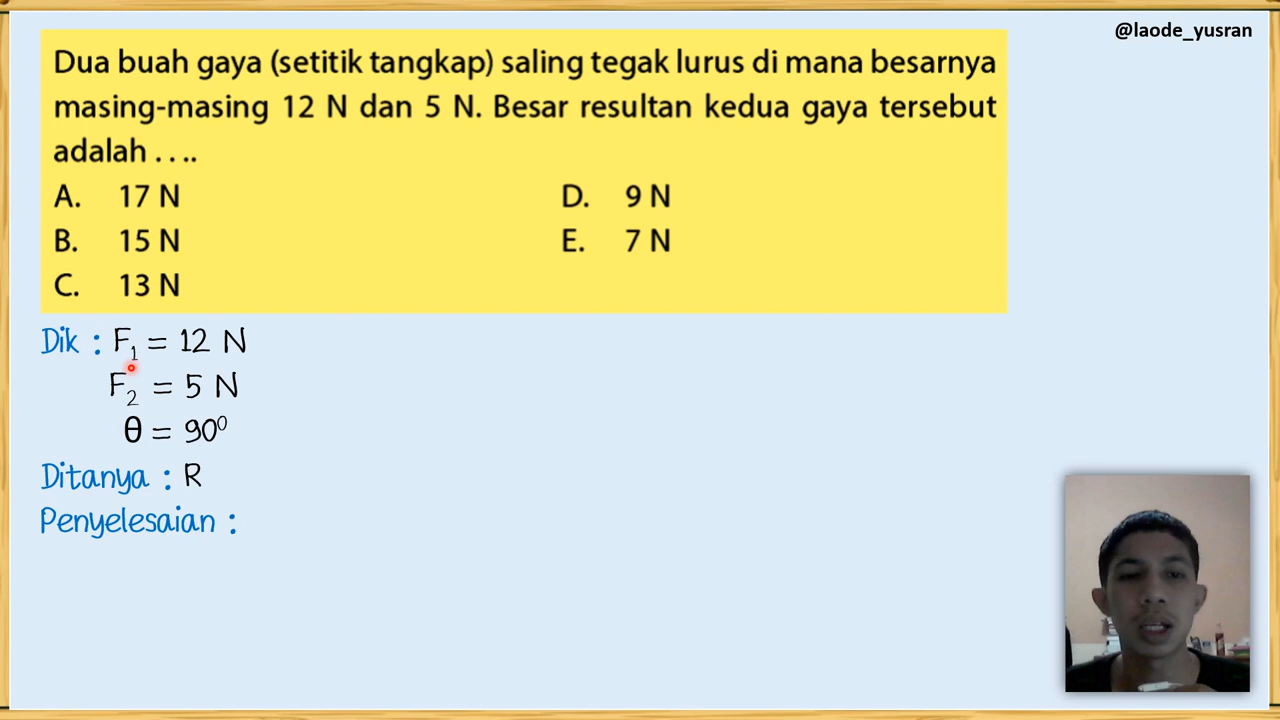 @laode_yusran
Dua buah gaya (setitik tangkap) saling tegak lurus di mana besarnya
masing-masing 12 N dan 5 N. Besar resultan kedua gaya tersebut
adalah ....
A. 17 N D. 9 N
B. 15 N E. 7 N
C. 13 N
Dik : F₁ = 12 N
F₂ = 5 N
θ = 90⁰
Ditanya : R
Penyelesaian :